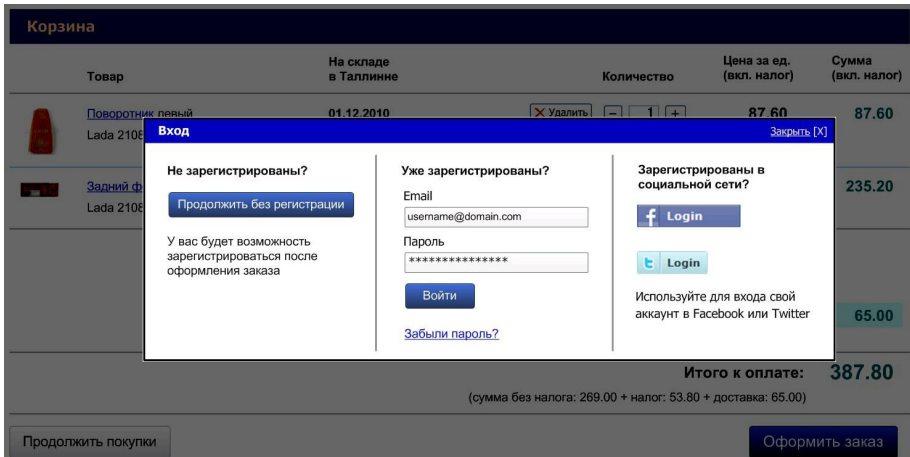 Корзина
Товар
На складе
в Таллинне
Количество
Цена за ед.
(вкл. налог)
Сумма
(вкл. налог)
Поворотник левый
01.12.2010
Удалить
1
87.60
87.60
Lada 2108
Вход
Закрыть [X]
Задний ф
235.20
Lada 2108
Не зарегистрированы?
Продолжить без регистрации
У вас будет возможность
зарегистрироваться после
оформления заказа
Уже зарегистрированы?
Email
username@domain.com
Пароль
***************
Войти
Забыли пароль?
Зарегистрированы в
социальной сети?
f Login
t Login
Используйте для входа свой
аккаунт в Facebook или Twitter
65.00
Итого к оплате: 387.80
(сумма без налога: 269.00 + налог: 53.80 + доставка: 65.00)
Продолжить покупки
Оформить заказ